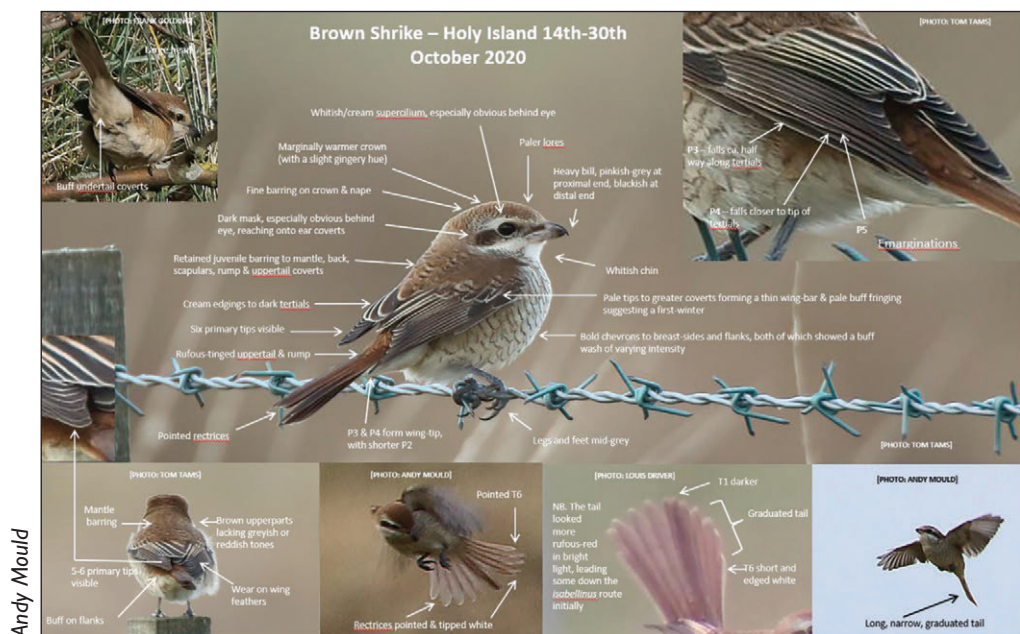 [PHOTO: FRANK GOLDING]
Large head
Buff undertail coverts
Brown Shrike – Holy Island 14th-30th
October 2020
[PHOTO: TOM TAMS]
Whitish/cream supercilium, especially obvious behind eye
Marginally warmer crown
(with a slight gingery hue)
Paler lores
Fine barring on crown & nape
Heavy bill, pinkish-grey at
proximal end, blackish at
distal end
Dark mask, especially obvious behind
eye, reaching onto ear coverts
P3 – falls ca. half
way along tertials
P4 – falls closer to tip of
tertials
P5
Emarginations
Retained juvenile barring to mantle, back,
scapulars, rump & uppertail coverts
Whitish chin
Cream edgings to dark tertials
Pale tips to greater coverts forming a thin wing-bar & pale buff fringing
suggesting a first-winter
Six primary tips visible
Bold chevrons to breast-sides and flanks, both of which showed a buff
wash of varying intensity
Rufous-tinged uppertail & rump
Pointed rectrices
P3 & P4 form wing-tip,
with shorter P2
Legs and feet mid-grey
[PHOTO: TOM TAMS]
[PHOTO: TOM TAMS]
Mantle
barring
Brown upperparts
lacking greyish or
reddish tones
5-6 primary tips
visible
Wear on wing
feathers
Buff on flanks
[PHOTO: ANDY MOULD]
Pointed T6
Rectrices pointed & tipped white
[PHOTO: LOUIS DRIVER]
NB. The tail
looked
more
rufous-red
in bright
light, leading
some down the
isabellinus route
initially
T1 darker
Graduated tail
T6 short and
edged white
[PHOTO: ANDY MOULD]
Long, narrow, graduated tail
Andy Mould